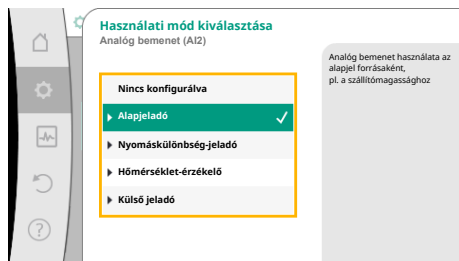 Használati mód kiválasztása
Analóg bemenet (AI2)
Nincs konfigurálva
Alapjeladó
Nyomáskülönbség-jeladó
Hőmérséklet-érzékelő
Külső jeladó
Analóg bemenet használata az
alapjel forrásaként,
pl. a szállítómagassághoz
?